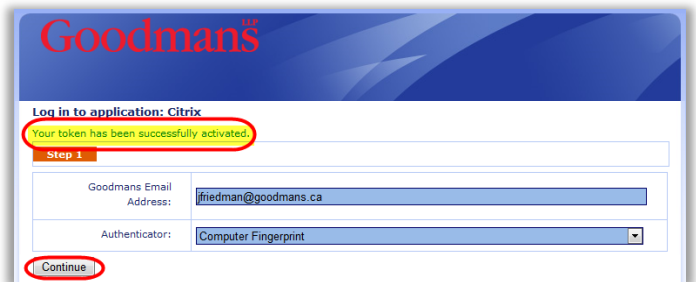 Goodmans LLP
Log in to application: Citrix
Your token has been successfully activated.
Step 1
Goodmans Email
Address:
jfriedman@goodmans.ca
Authenticator:
Computer Fingerprint
Continue